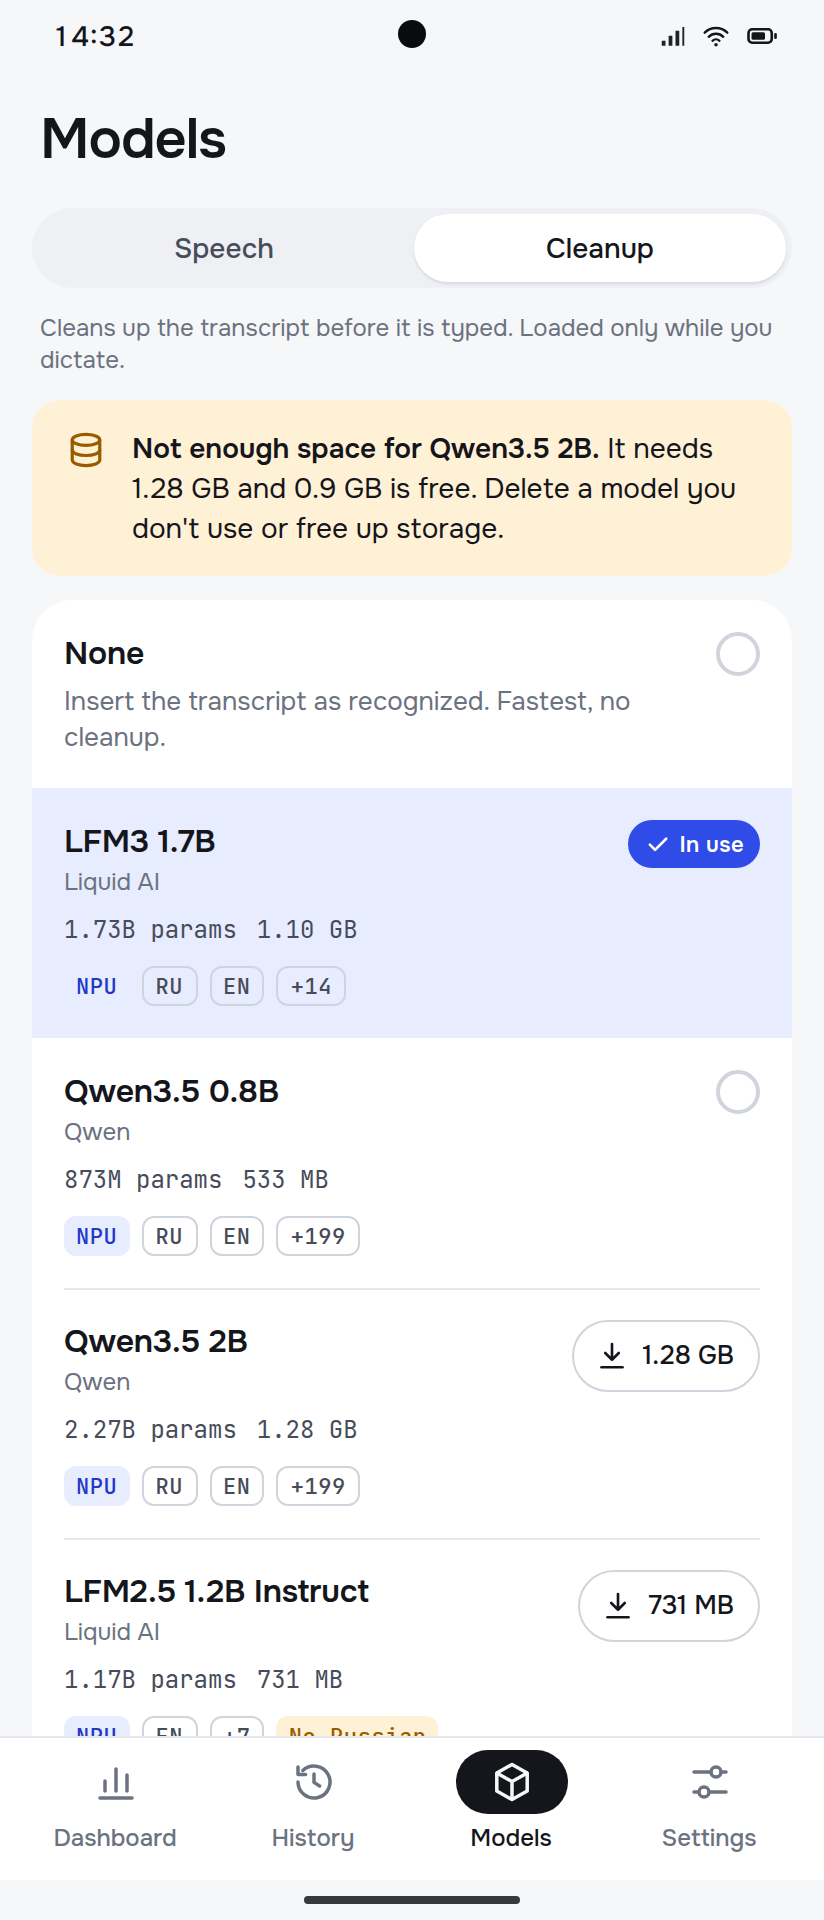 14:32
Models
Speech
Cleanup
Cleans up the transcript before it is typed. Loaded only while you
dictate.
Not enough space for Qwen3.5 2B. It needs
1.28 GB and 0.9 GB is free. Delete a model you
don't use or free up storage.
None
Insert the transcript as recognized. Fastest, no
cleanup.
LFM3 1.7B
In use
Liquid AI
1.73B params 1.10 GB
NPU RU EN +14
Qwen3.5 0.8B
Qwen
873M params 533 MB
NPU RU EN +199
Qwen3.5 2B
1.28 GB
Qwen
2.27B params 1.28 GB
NPU RU EN +199
LFM2.5 1.2B Instruct
731 MB
Liquid AI
1.17B params 731 MB
NPU EN +7 No Russian
Dashboard
History
Models
Settings